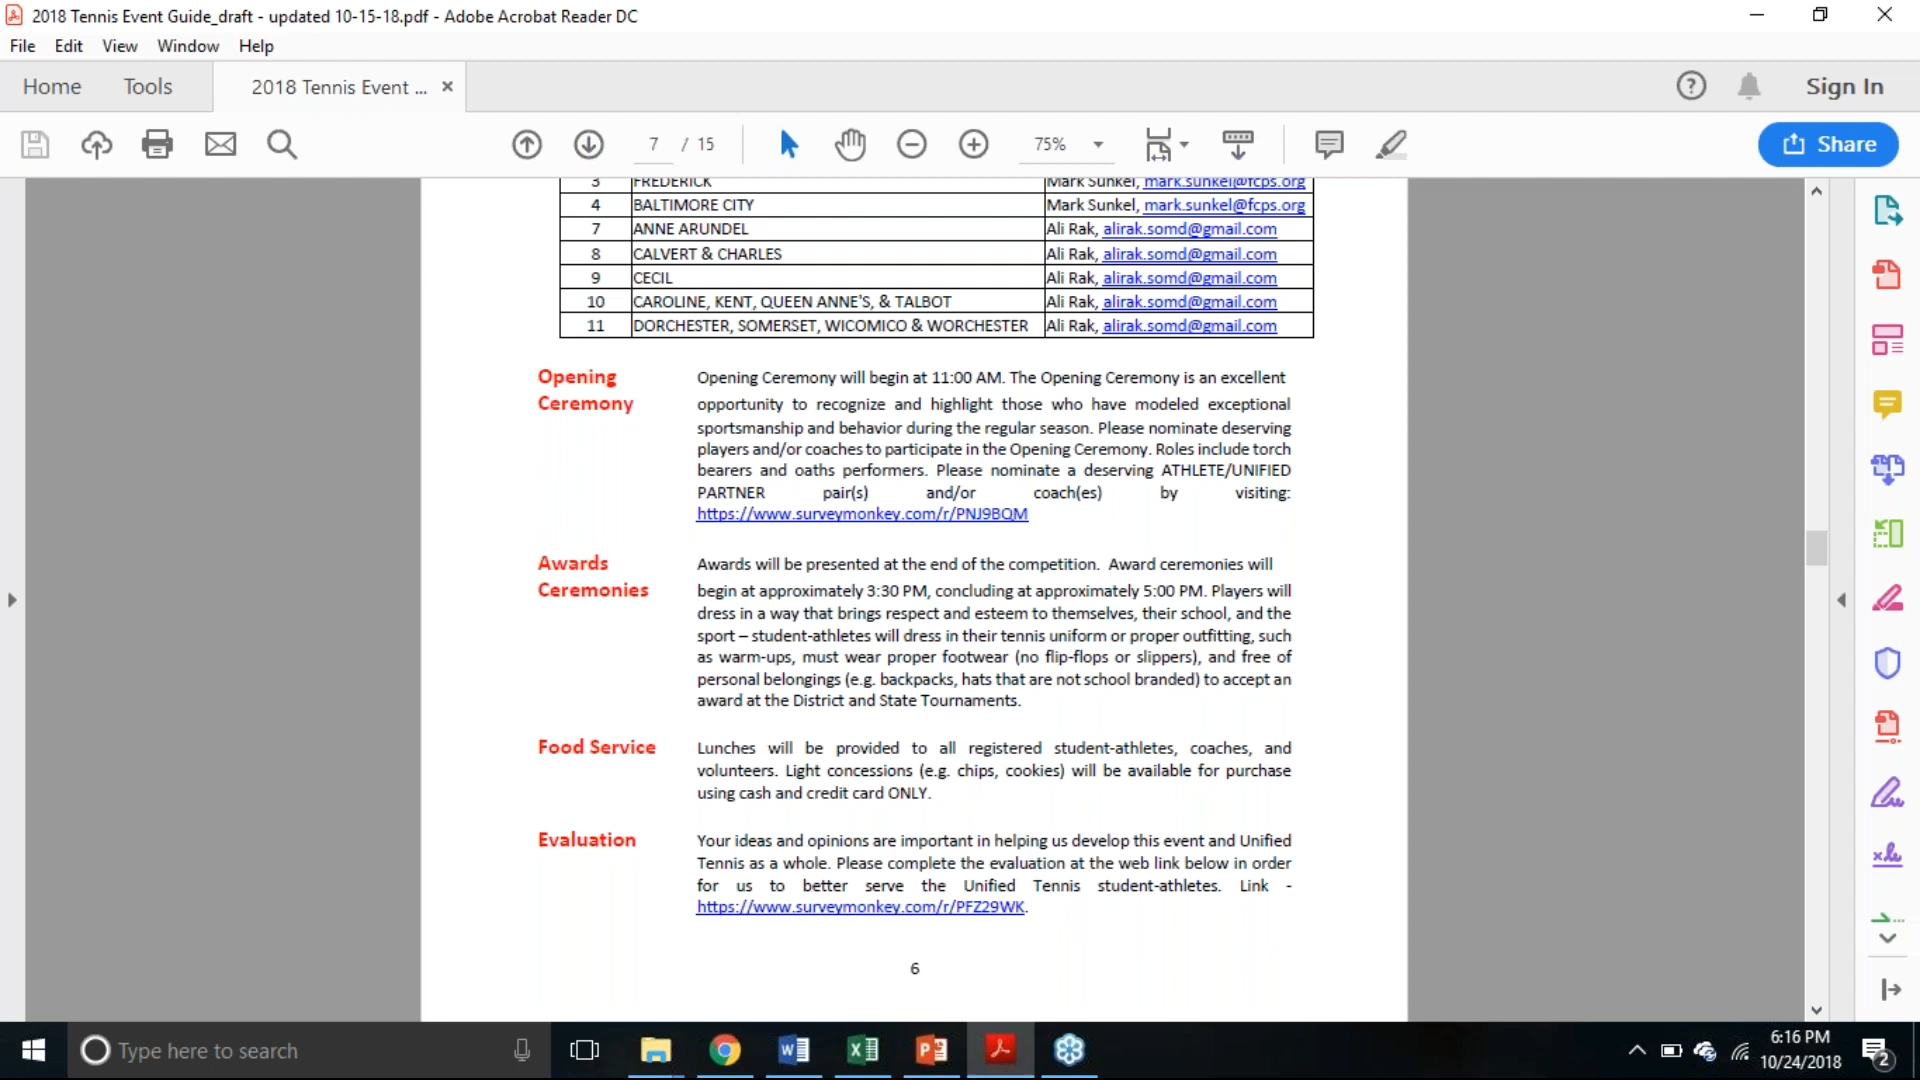 2018 Tennis Event Guide_draft - updated 10-15-18.pdf - Adobe Acrobat Reader DC
File Edit View Window Help
Home Tools 2018 Tennis Event ... × Sign In
7 / 15 75% Share
3 FREDERICK Mark Sunkel, mark.sunkel@fcps.org
4 BALTIMORE CITY Mark Sunkel, mark.sunkel@fcps.org
7 ANNE ARUNDEL Ali Rak, alirak.somd@gmail.com
8 CALVERT & CHARLES Ali Rak, alirak.somd@gmail.com
9 CECIL Ali Rak, alirak.somd@gmail.com
10 CAROLINE, KENT, QUEEN ANNE'S, & TALBOT Ali Rak, alirak.somd@gmail.com
11 DORCHESTER, SOMERSET, WICOMICO & WORCHESTER Ali Rak, alirak.somd@gmail.com
Opening Opening Ceremony will begin at 11:00 AM. The Opening Ceremony is an excellent
Ceremony opportunity to recognize and highlight those who have modeled exceptional
sportsmanship and behavior during the regular season. Please nominate deserving
players and/or coaches to participate in the Opening Ceremony. Roles include torch
bearers and oaths performers. Please nominate a deserving ATHLETE/UNIFIED
PARTNER pair(s) and/or coach(es) by visiting:
https://www.surveymonkey.com/r/PNJ9BQM
Awards Awards will be presented at the end of the competition. Award ceremonies will
Ceremonies begin at approximately 3:30 PM, concluding at approximately 5:00 PM. Players will
dress in a way that brings respect and esteem to themselves, their school, and the
sport – student-athletes will dress in their tennis uniform or proper outfitting, such
as warm-ups, must wear proper footwear (no flip-flops or slippers), and free of
personal belongings (e.g. backpacks, hats that are not school branded) to accept an
award at the District and State Tournaments.
Food Service Lunches will be provided to all registered student-athletes, coaches, and
volunteers. Light concessions (e.g. chips, cookies) will be available for purchase
using cash and credit card ONLY.
Evaluation Your ideas and opinions are important in helping us develop this event and Unified
Tennis as a whole. Please complete the evaluation at the web link below in order
for us to better serve the Unified Tennis student-athletes. Link -
https://www.surveymonkey.com/r/PFZ29WK.
6
Type here to search
6:16 PM
10/24/2018
2